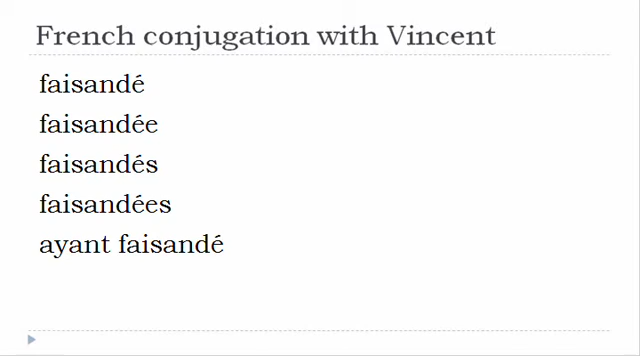 French conjugation with Vincent
faisandé
faisandée
faisandés
faisandées
ayant faisandé